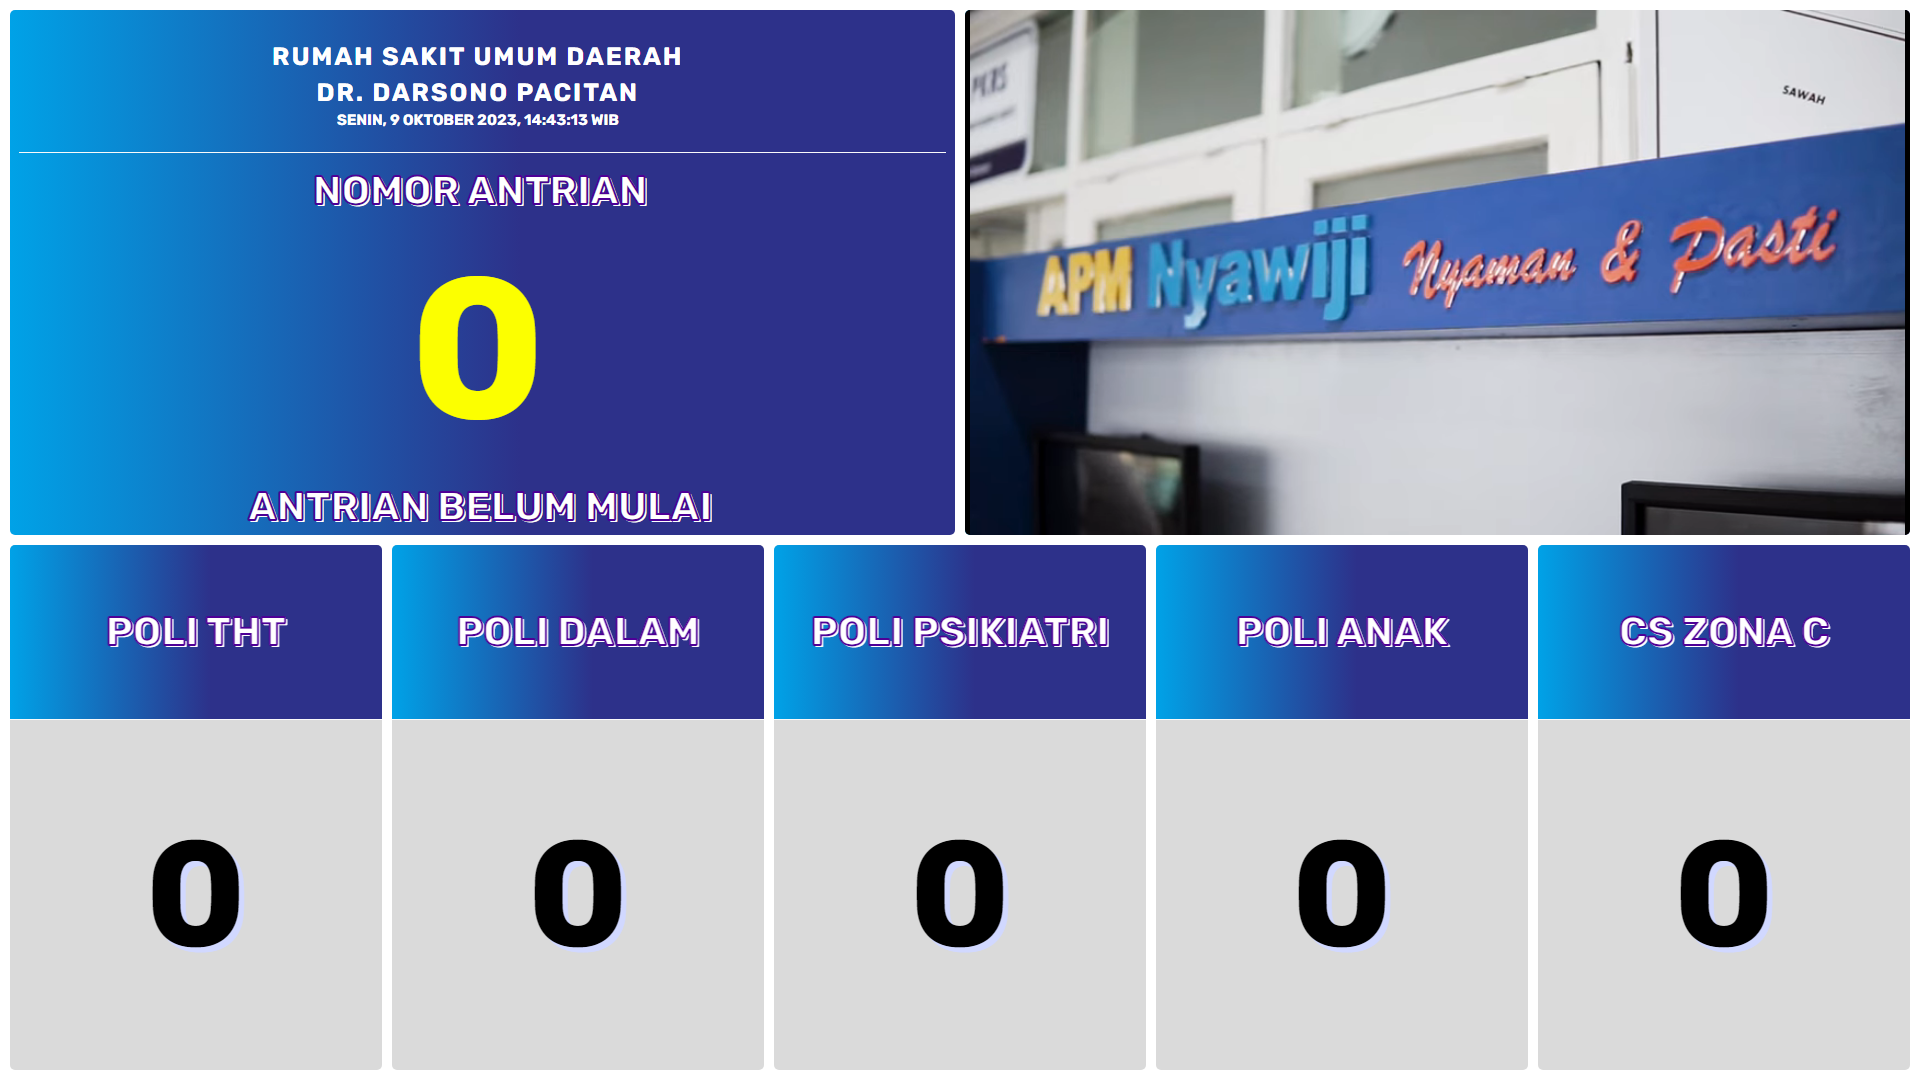 RUMAH SAKIT UMUM DAERAH
DR. DARSONO PACITAN
SENIN, 9 OKTOBER 2023, 14:43:13 WIB
NOMOR ANTRIAN
0
ANTRIAN BELUM MULAI
PKRS
SAWAH
APM Nyawiji Nyaman & Pasti
POLI THT
POLI DALAM
POLI PSIKIATRI
POLI ANAK
CS ZONA C
0
0
0
0
0